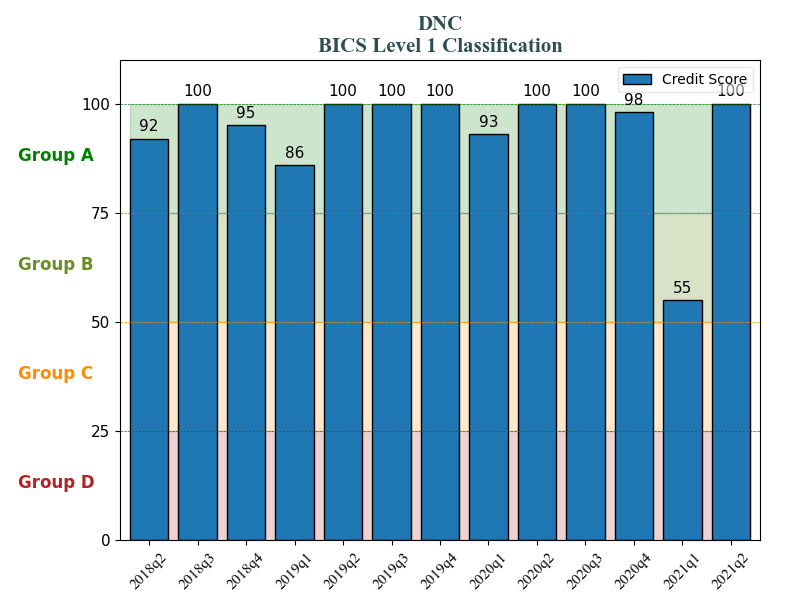 DNC
BICS Level 1 Classification
Credit Score
100 100 100 100 100 100 100
98
95
92 93
86
55
100
75
50
25
0
Group A
Group B
Group C
Group D
2018q2 2018q3 2018q4 2019q1 2019q2 2019q3 2019q4 2020q1 2020q2 2020q3 2020q4 2021q1 2021q2